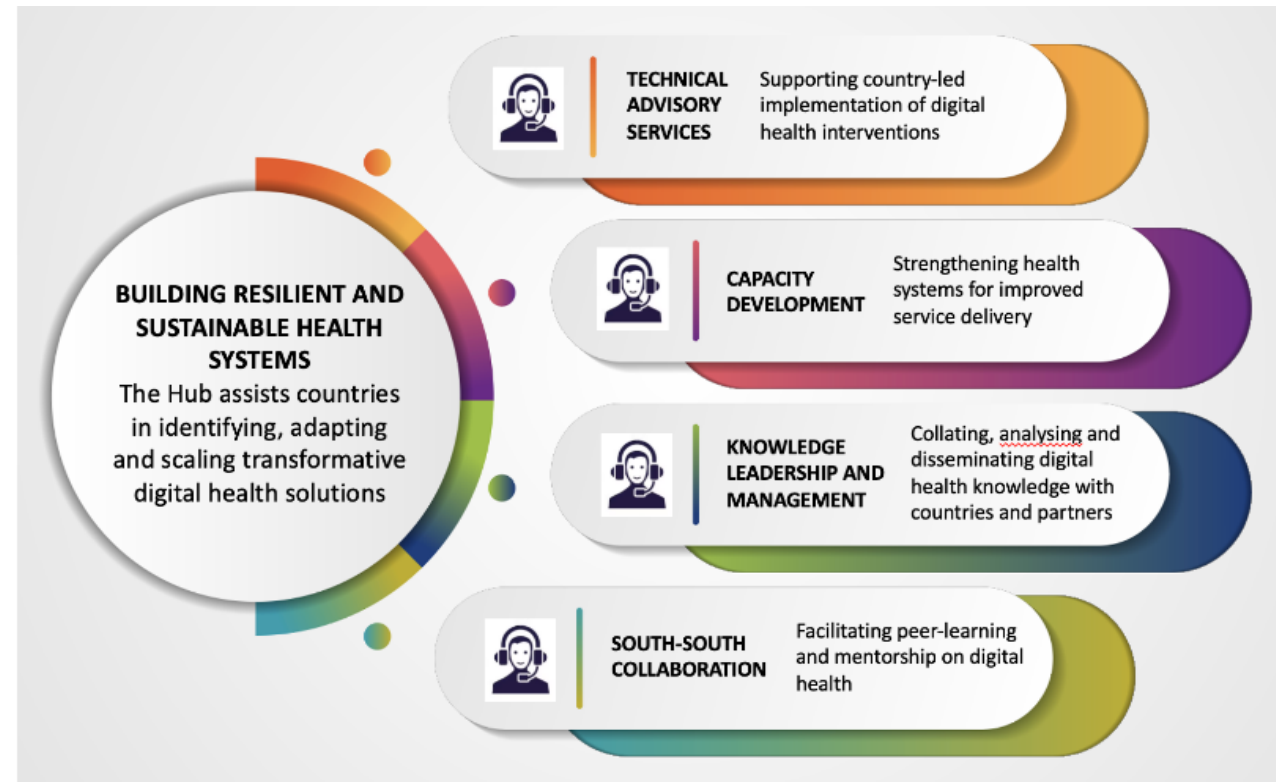 BUILDING RESILIENT AND
SUSTAINABLE HEALTH
SYSTEMS
The Hub assists countries
in identifying, adapting
and scaling transformative
digital health solutions
TECHNICAL
ADVISORY
SERVICES
Supporting country-led
implementation of digital
health interventions
CAPACITY
DEVELOPMENT
Strengthening health
systems for improved
service delivery
KNOWLEDGE
LEADERSHIP AND
MANAGEMENT
Collating, analysing and
disseminating digital
health knowledge with
countries and partners
SOUTH-SOUTH
COLLABORATION
Facilitating peer-learning
and mentorship on digital
health